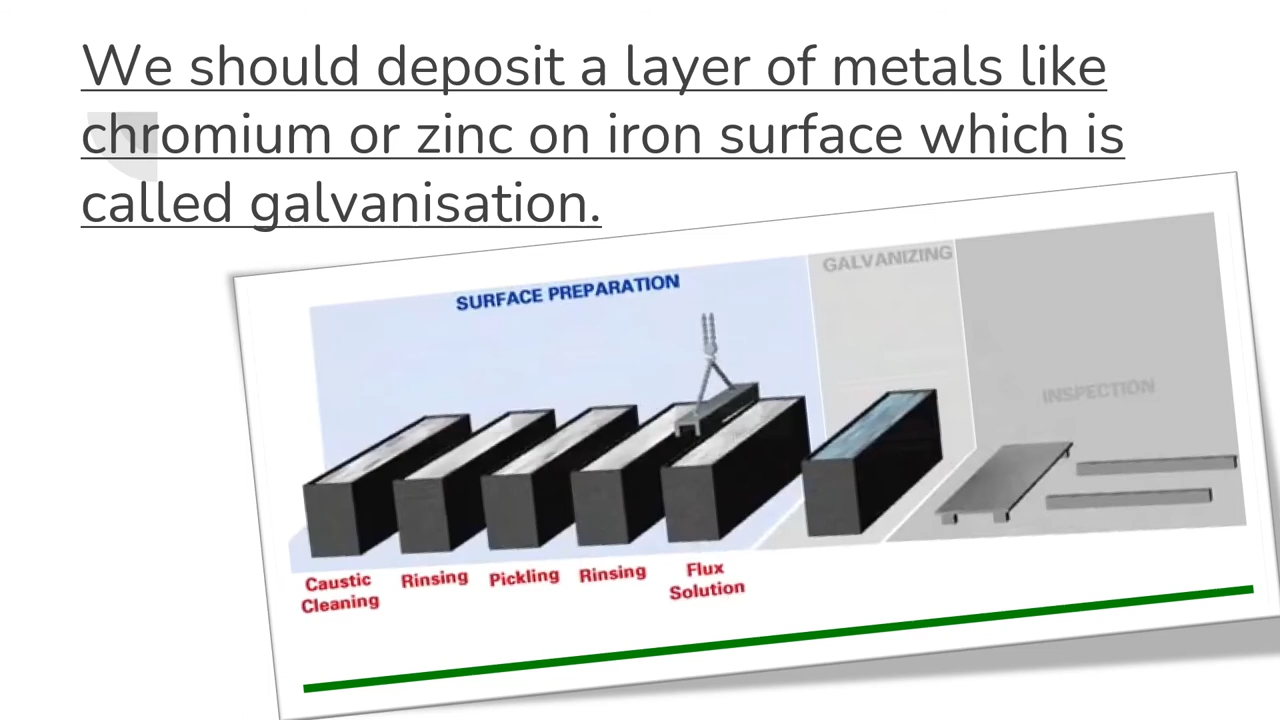 We should deposit a layer of metals like
chromium or zinc on iron surface which is
called galvanisation.
SURFACE PREPARATION
GALVANIZING
INSPECTION
Caustic
Cleaning
Rinsing
Pickling
Rinsing
Flux
Solution